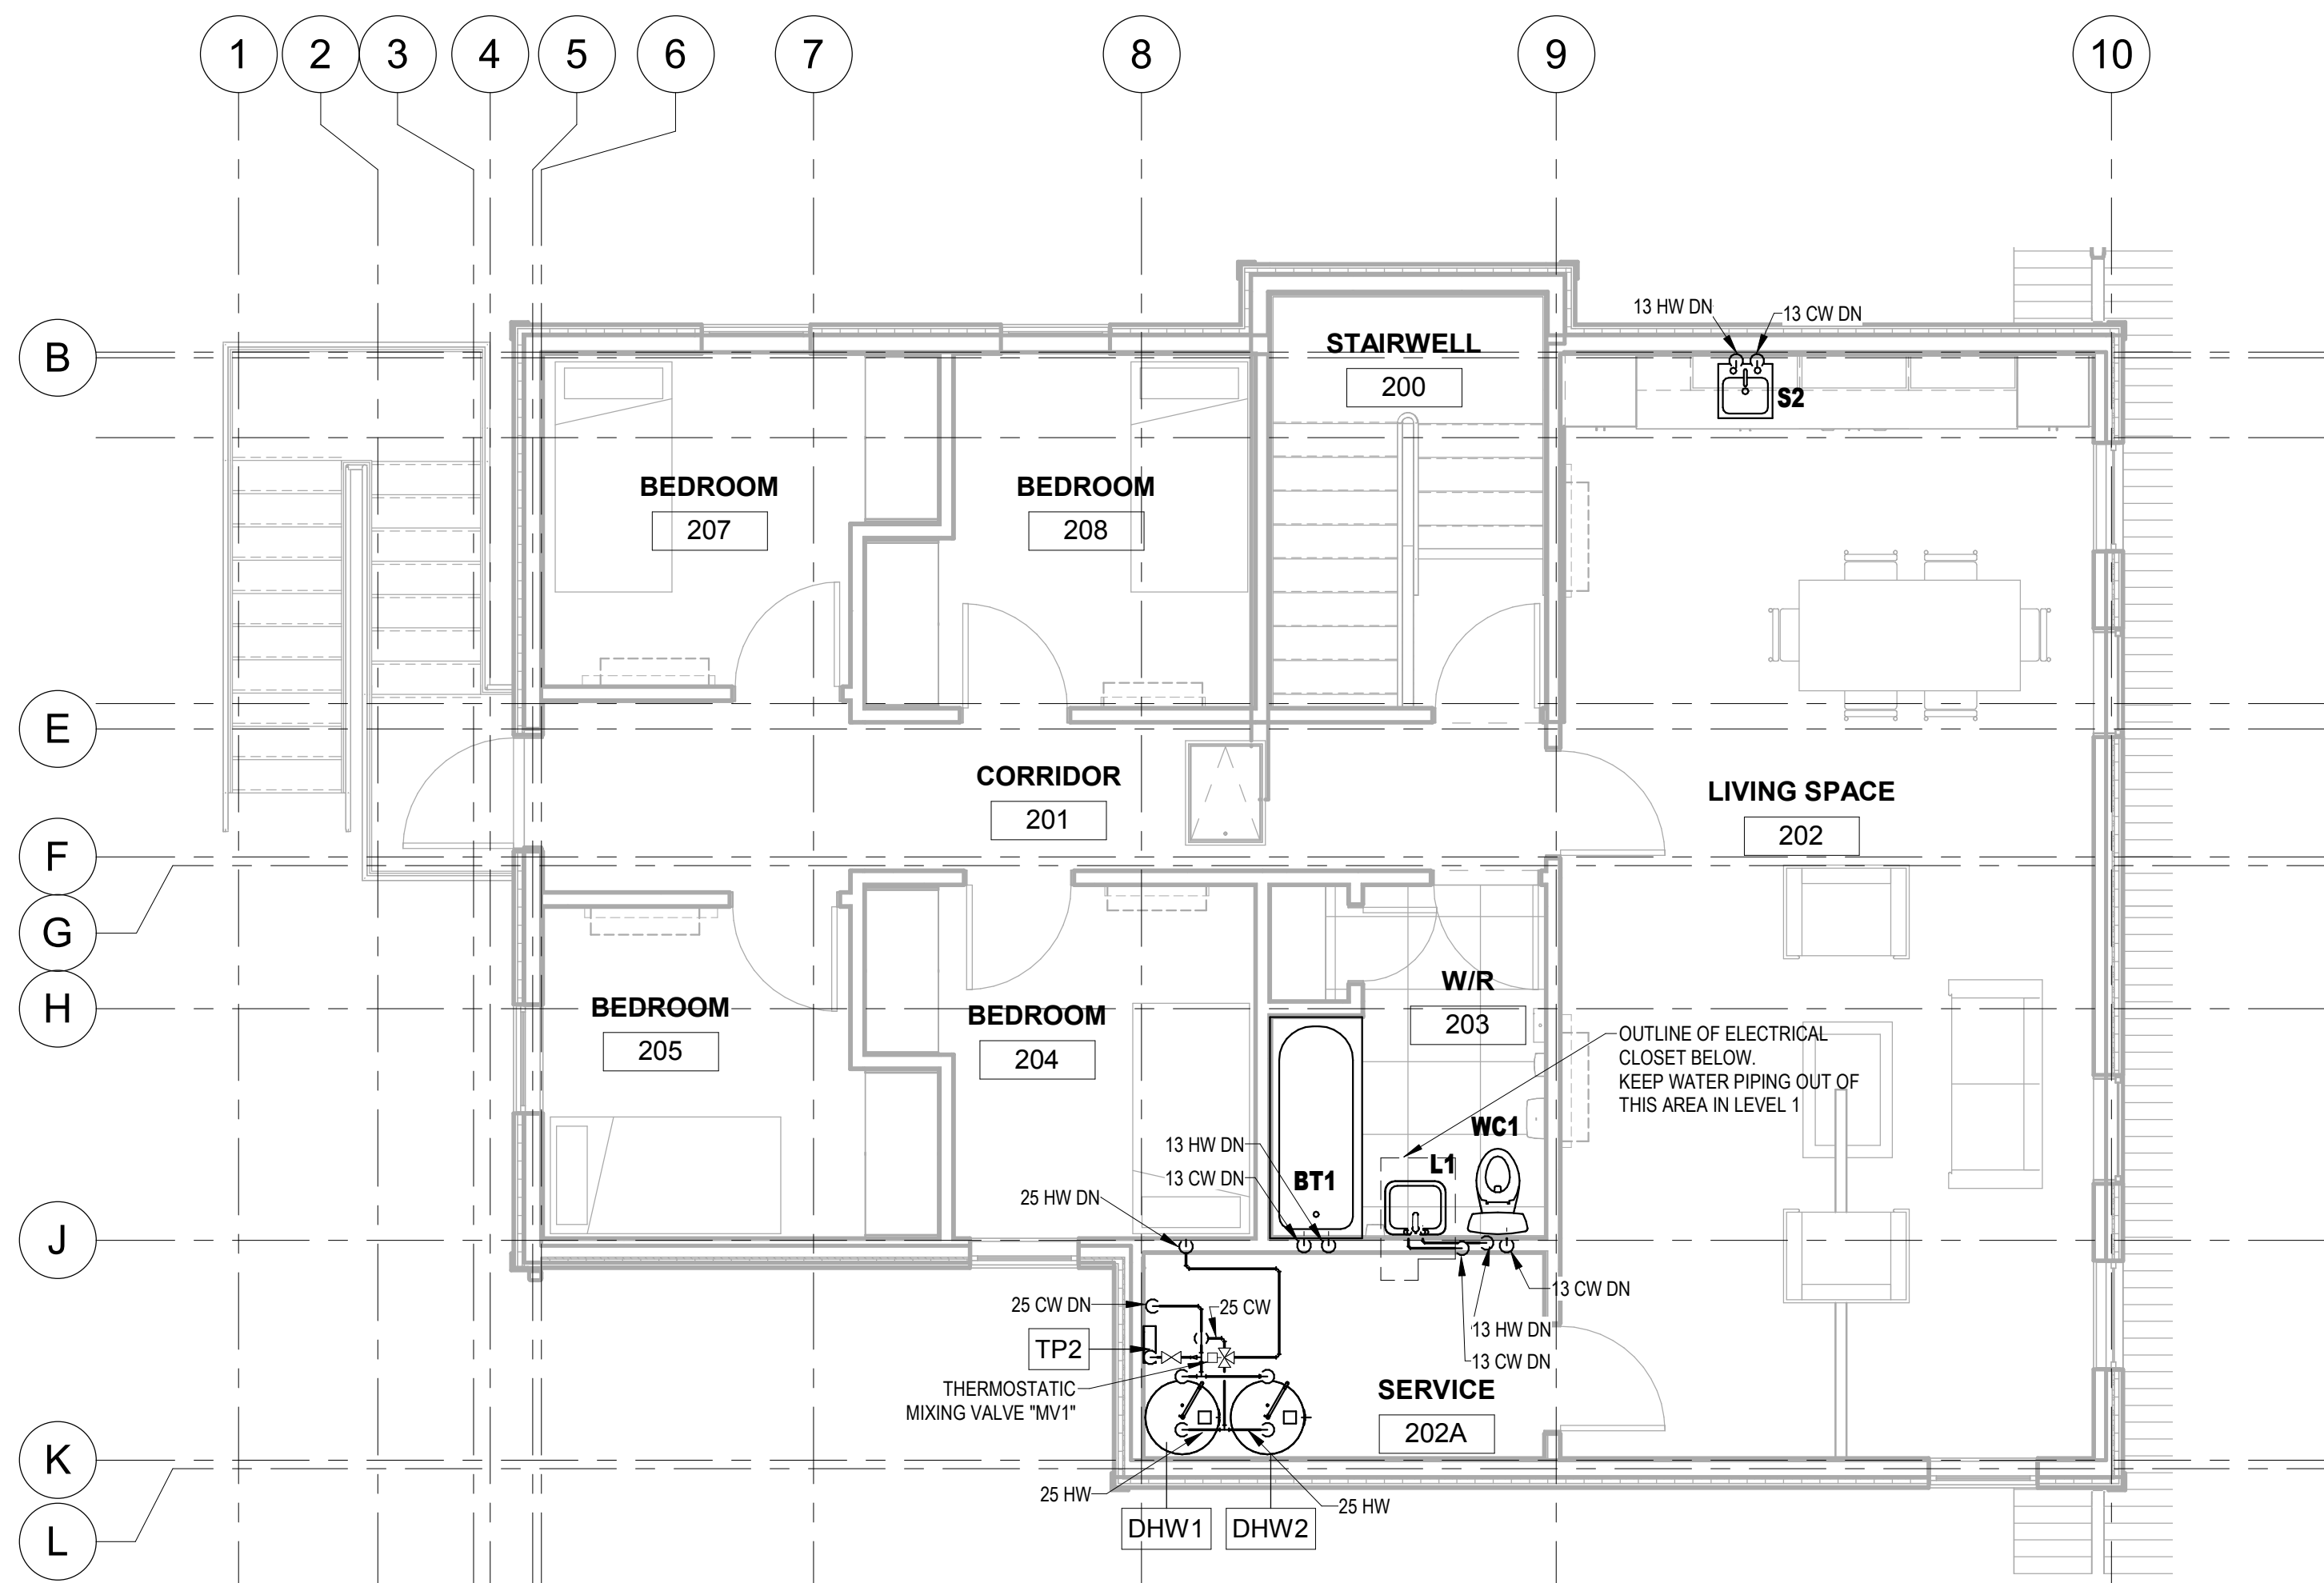 1
2
3
4
5
6
7
8
9
10
B
13 HW DN
13 CW DN
STAIRWELL
200
S2
BEDROOM
207
BEDROOM
208
E
CORRIDOR
201
LIVING SPACE
202
F
G
H
BEDROOM
205
BEDROOM
204
W/R
203
OUTLINE OF ELECTRICAL
CLOSET BELOW.
KEEP WATER PIPING OUT OF
THIS AREA IN LEVEL 1
WC1
L1
BT1
13 HW DN
13 CW DN
25 HW DN
J
25 CW DN
25 CW
13 CW DN
13 HW DN
13 CW DN
TP2
THERMOSTATIC
MIXING VALVE "MV1"
SERVICE
202A
K
25 HW
25 HW
L
DHW1
DHW2